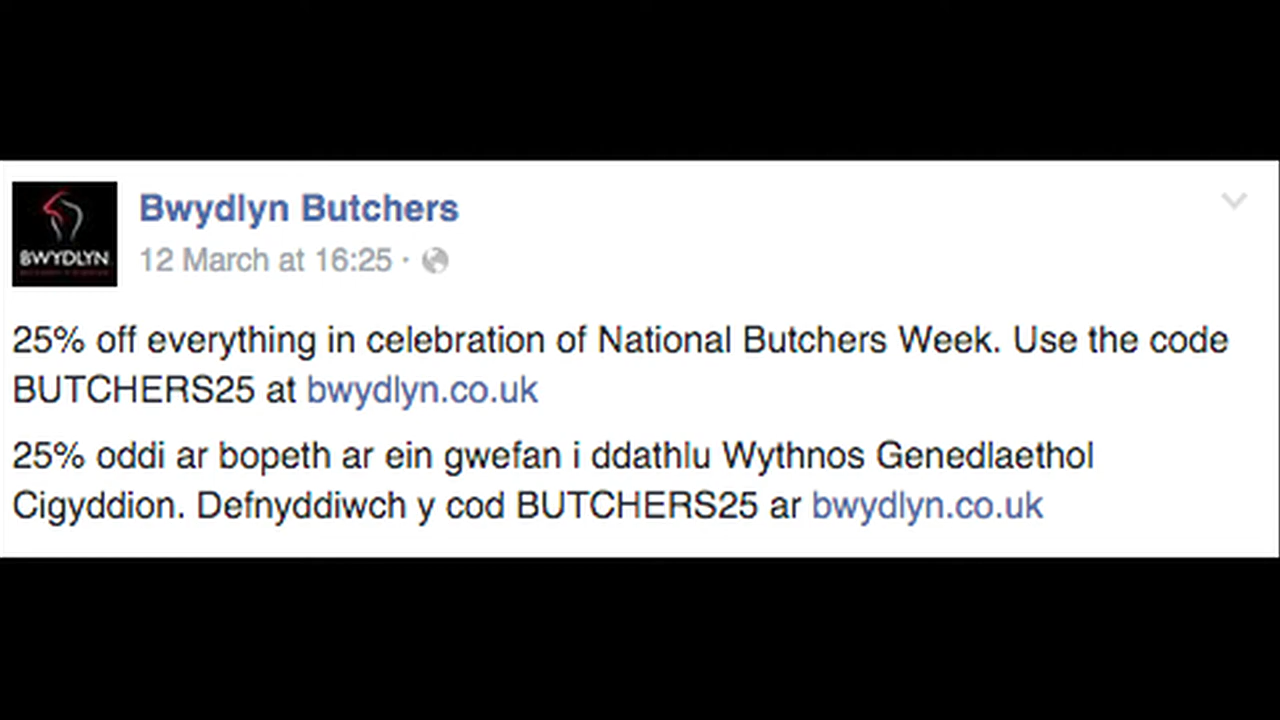 BWYDLYN
Bwydlyn Butchers
12 March at 16:25 ·
25% off everything in celebration of National Butchers Week. Use the code
BUTCHERS25 at bwydlyn.co.uk
25% oddi ar bopeth ar ein gwefan i ddathlu Wythnos Genedlaethol
Cigyddion. Defnyddiwch y cod BUTCHERS25 ar bwydlyn.co.uk